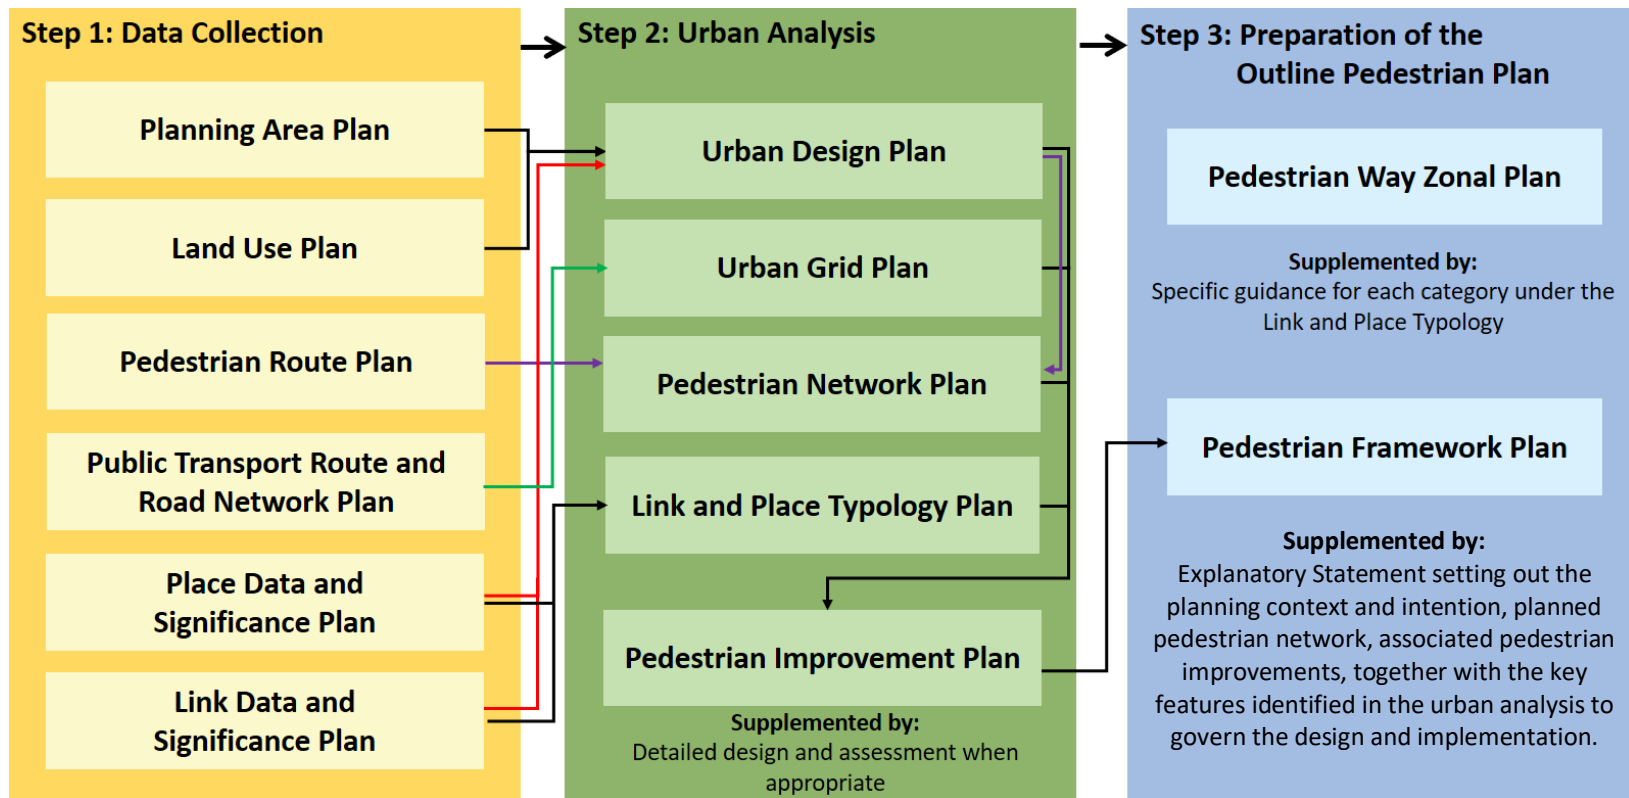 Step 1: Data Collection
Planning Area Plan
Land Use Plan
Pedestrian Route Plan
Public Transport Route and
Road Network Plan
Place Data and
Significance Plan
Link Data and
Significance Plan
Step 2: Urban Analysis
Urban Design Plan
Urban Grid Plan
Pedestrian Network Plan
Link and Place Typology Plan
Pedestrian Improvement Plan
Supplemented by:
Detailed design and assessment when
appropriate
Step 3: Preparation of the
Outline Pedestrian Plan
Pedestrian Way Zonal Plan
Supplemented by:
Specific guidance for each category under the
Link and Place Typology
Pedestrian Framework Plan
Supplemented by:
Explanatory Statement setting out the
planning context and intention, planned
pedestrian network, associated pedestrian
improvements, together with the key
features identified in the urban analysis to
govern the design and implementation.